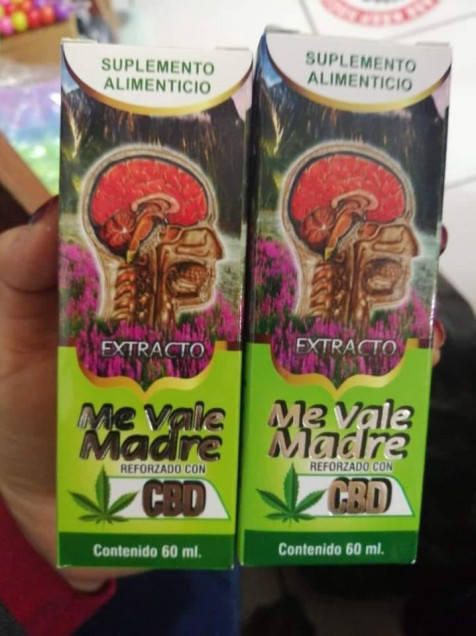 SUPLEMENTO
ALIMENTICIO
EXTRACTO
Me Vale
Madre
REFORZADO CON
CBD
Contenido 60 ml.
SUPLEMENTO
ALIMENTICIO
EXTRACTO
Me Vale
Madre
REFORZADO CON
CBD
Contenido 60 ml.